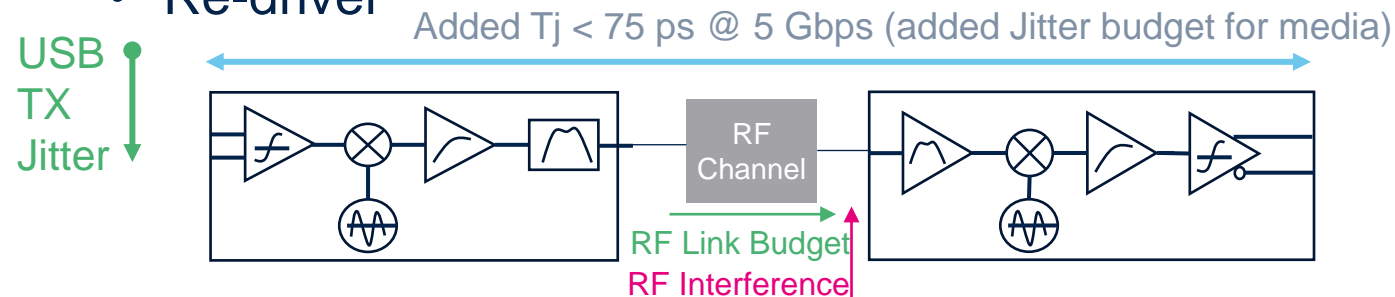 • Re-driver
Added Tj < 75 ps @ 5 Gbps (added Jitter budget for media)
USB
TX
Jitter
RF
Channel
RF Link Budget
RF Interference